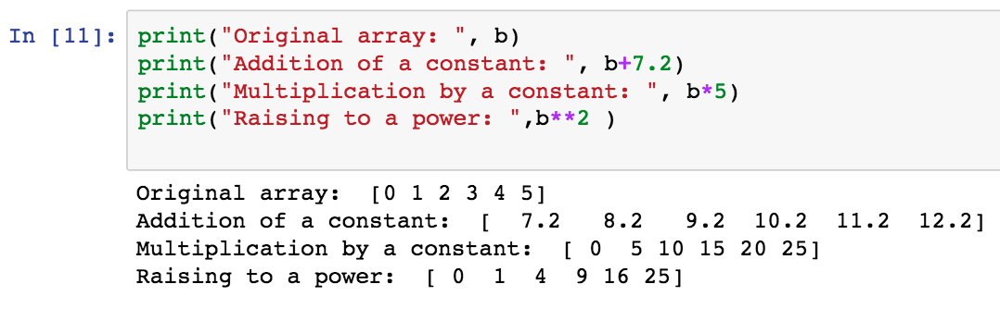 In [11]: print("Original array: ", b)
print("Addition of a constant: ", b+7.2)
print("Multiplication by a constant: ", b*5)
print("Raising to a power: ",b**2 )
Original array:  [0 1 2 3 4 5]
Addition of a constant:  [  7.2   8.2   9.2  10.2  11.2  12.2]
Multiplication by a constant:  [ 0  5 10 15 20 25]
Raising to a power:  [ 0  1  4  9 16 25]